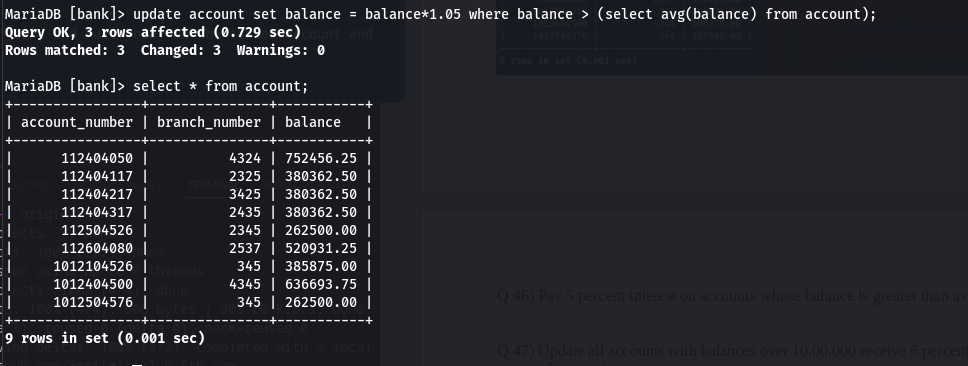 MariaDB [bank]> update account set balance = balance*1.05 where balance > (select avg(balance) from account);
Query OK, 3 rows affected (0.729 sec)
Rows matched: 3  Changed: 3  Warnings: 0
9 rows in set (0.001 sec)
MariaDB [bank]> select * from account;
+----------------+---------------+-----------+
| account_number | branch_number | balance   |
+----------------+---------------+-----------+
|      112404050 |          4324 | 752456.25 |
|      112404117 |          2325 | 380362.50 |
|      112404217 |          3425 | 380362.50 |
|      112404317 |          2435 | 380362.50 |
|      112504526 |          2345 | 262500.00 |
|      112604080 |          2537 | 520931.25 |
|     1012104526 |           345 | 385875.00 |
|     1012404500 |          4345 | 636693.75 |
|     1012504576 |           345 | 262500.00 |
+----------------+---------------+-----------+
9 rows in set (0.001 sec)
Q 46) Pay 5 percent interest on accounts whose balance is greater than av
Q 47) Update all accounts with balances over 10,00,000 receive 6-percent